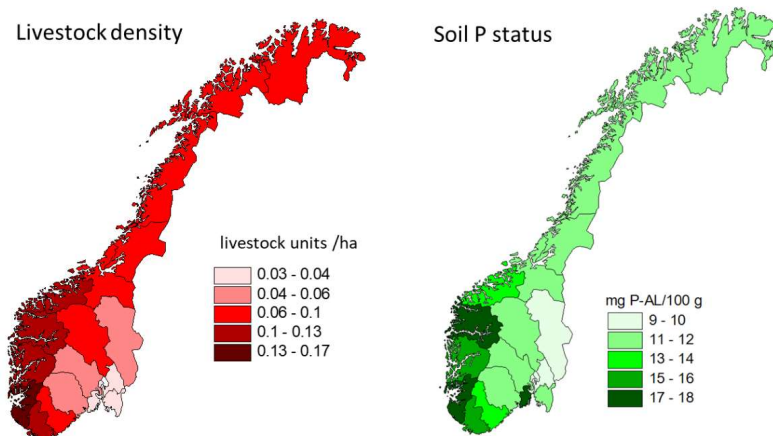 Livestock density
livestock units /ha
0.03 - 0.04
0.04 - 0.06
0.06 - 0.1
0.1 - 0.13
0.13 - 0.17
Soil P status
mg P-AL/100 g
9 - 10
11 - 12
13 - 14
15 - 16
17 - 18